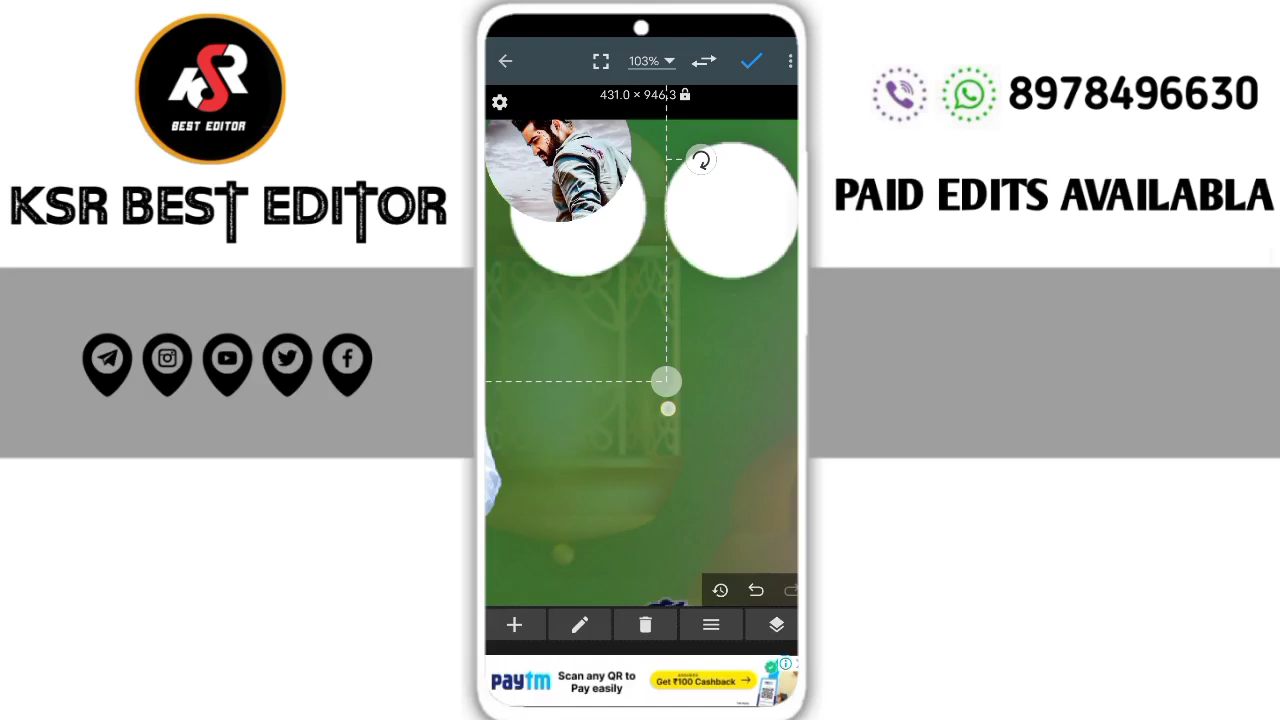 KSR
BEST EDITOR
KSR BEST EDITOR
103%
431.0 × 946.3
8978496630
PAID EDITS AVAILABLA
paytm
Scan any QR to
Pay easily
Get ₹100 Cashback